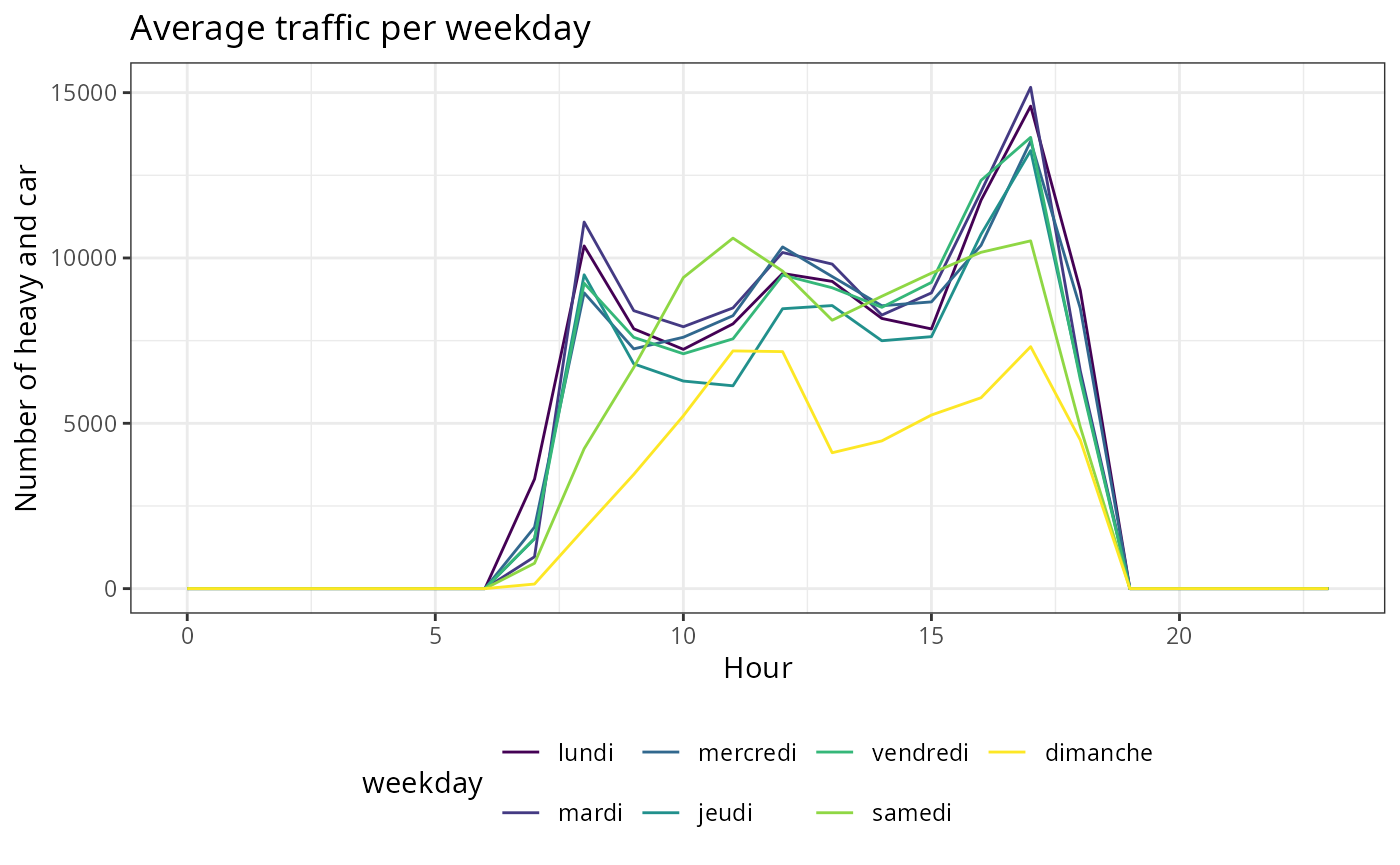 Average traffic per weekday
Number of heavy and car
15000
10000
5000
0
0 5 10 15 20
Hour
weekday
lundi mercredi vendredi dimanche
mardi jeudi samedi